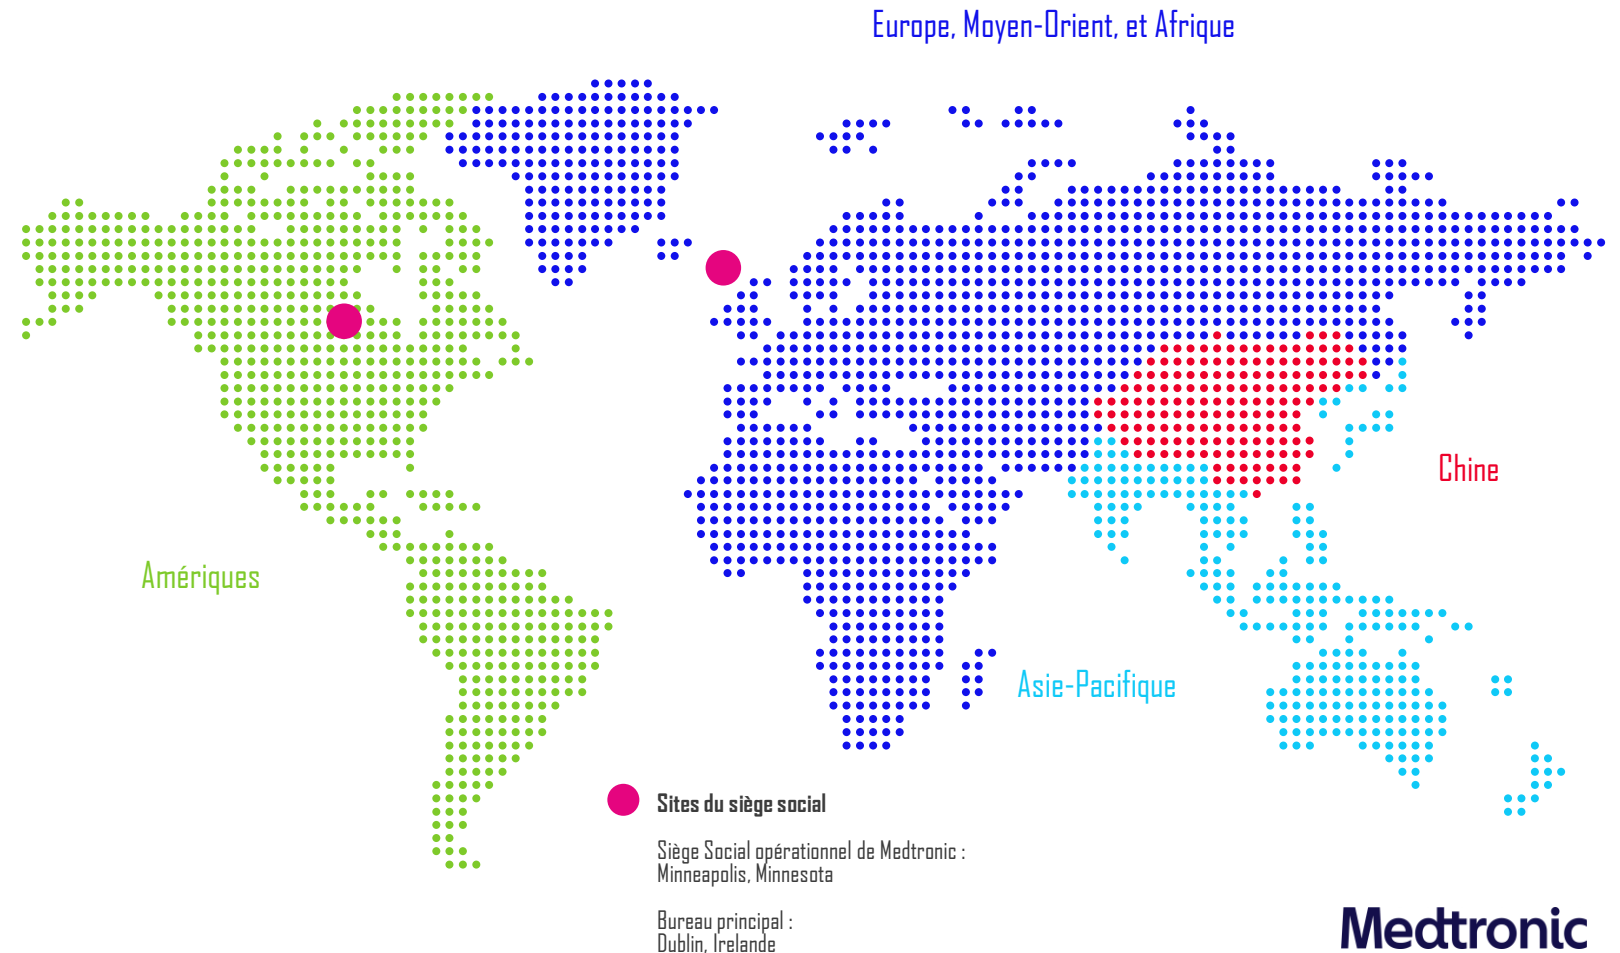 Europe, Moyen-Orient, et Afrique
Chine
Amériques
Asie-Pacifique
Sites du siège social
Siège Social opérationnel de Medtronic :
Minneapolis, Minnesota
Bureau principal :
Dublin, Irelande
Medtronic